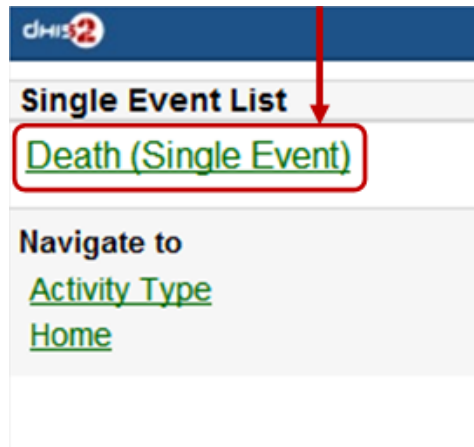 dHIS2
Single Event List
Death (Single Event)
Navigate to
Activity Type
Home